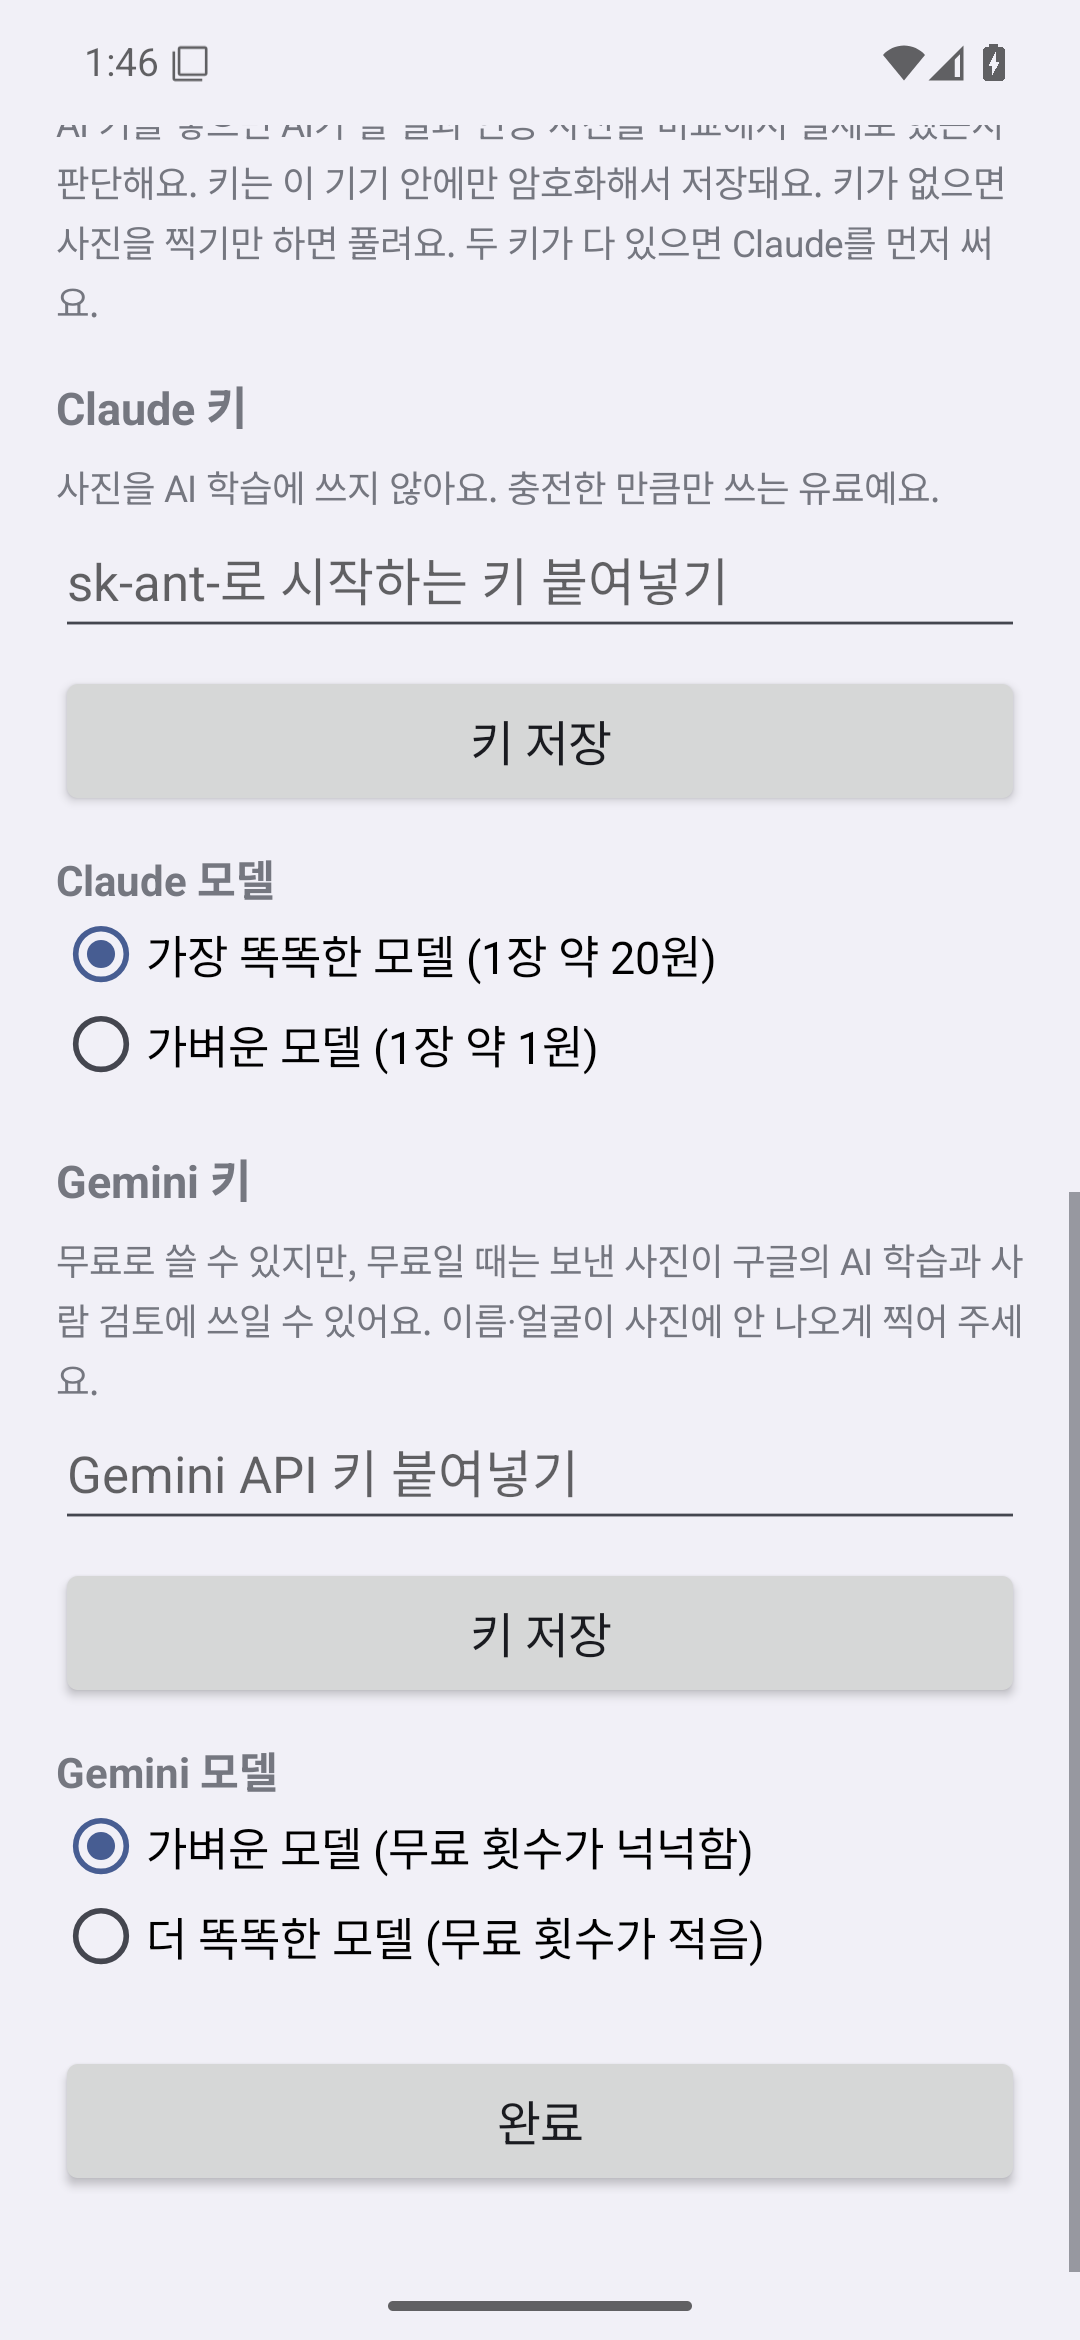 1:46
판단해요. 키는 이 기기 안에만 암호화해서 저장돼요. 키가 없으면
사진을 찍기만 하면 풀려요. 두 키가 다 있으면 Claude를 먼저 써
요.
Claude 키
사진을 AI 학습에 쓰지 않아요. 충전한 만큼만 쓰는 유료예요.
sk-ant-로 시작하는 키 붙여넣기
키 저장
Claude 모델
가장 똑똑한 모델 (1장 약 20원)
가벼운 모델 (1장 약 1원)
Gemini 키
무료로 쓸 수 있지만, 무료일 때는 보낸 사진이 구글의 AI 학습과 사
람 검토에 쓰일 수 있어요. 이름·얼굴이 사진에 안 나오게 찍어 주세
요.
Gemini API 키 붙여넣기
키 저장
Gemini 모델
가벼운 모델 (무료 횟수가 넉넉함)
더 똑똑한 모델 (무료 횟수가 적음)
완료